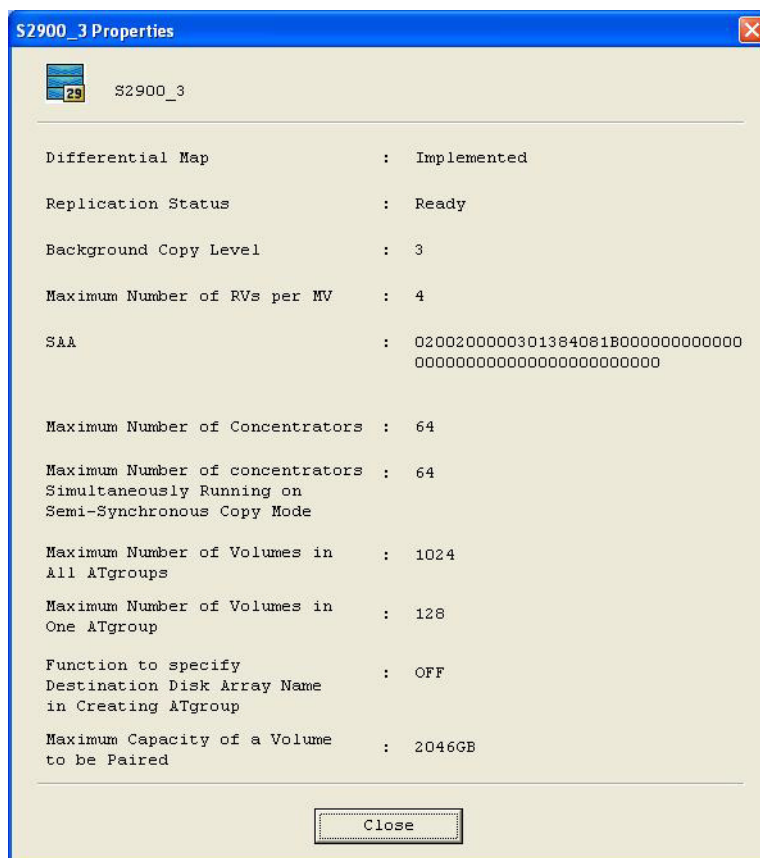 S2900_3 Properties
29
S2900_3
Differential Map : Implemented
Replication Status : Ready
Background Copy Level : 3
Maximum Number of RVs per MV : 4
SAA : 0200200000301384081B000000000000
000000000000000000000000
Maximum Number of Concentrators : 64
Maximum Number of concentrators : 64
Simultaneously Running on
Semi-Synchronous Copy Mode
Maximum Number of Volumes in : 1024
All ATgroups
Maximum Number of Volumes in : 128
One ATgroup
Function to specify : OFF
Destination Disk Array Name
in Creating ATgroup
Maximum Capacity of a Volume : 2046GB
to be Paired
Close